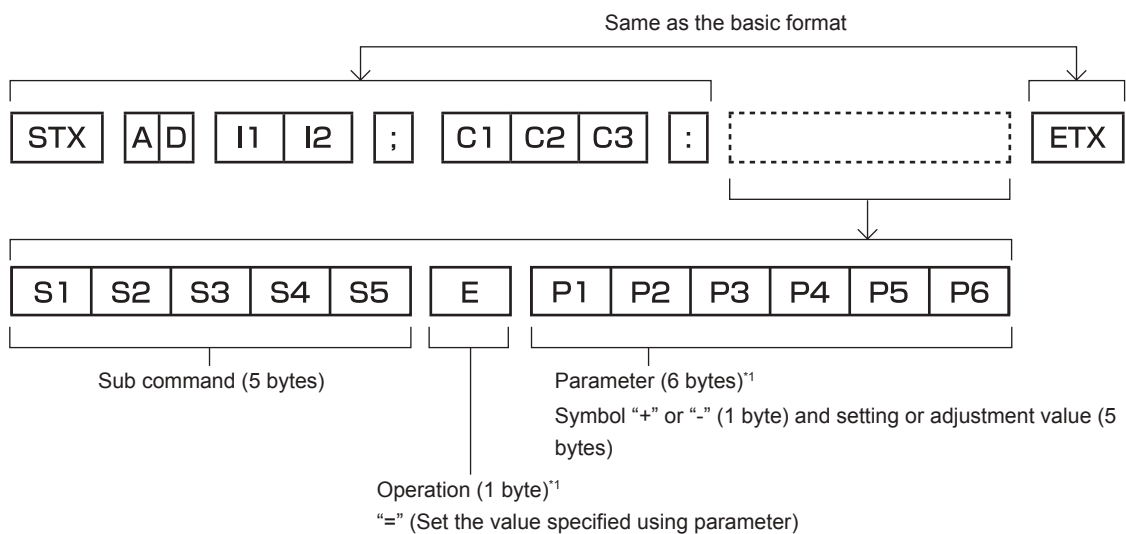 Same as the basic format
STX A D I1 I2 ; C1 C2 C3 : ETX
S1 S2 S3 S4 S5 E P1 P2 P3 P4 P5 P6
Sub command (5 bytes)
Parameter (6 bytes)*1
Symbol “+” or “-” (1 byte) and setting or adjustment value (5
bytes)
Operation (1 byte)*1
“=” (Set the value specified using parameter)